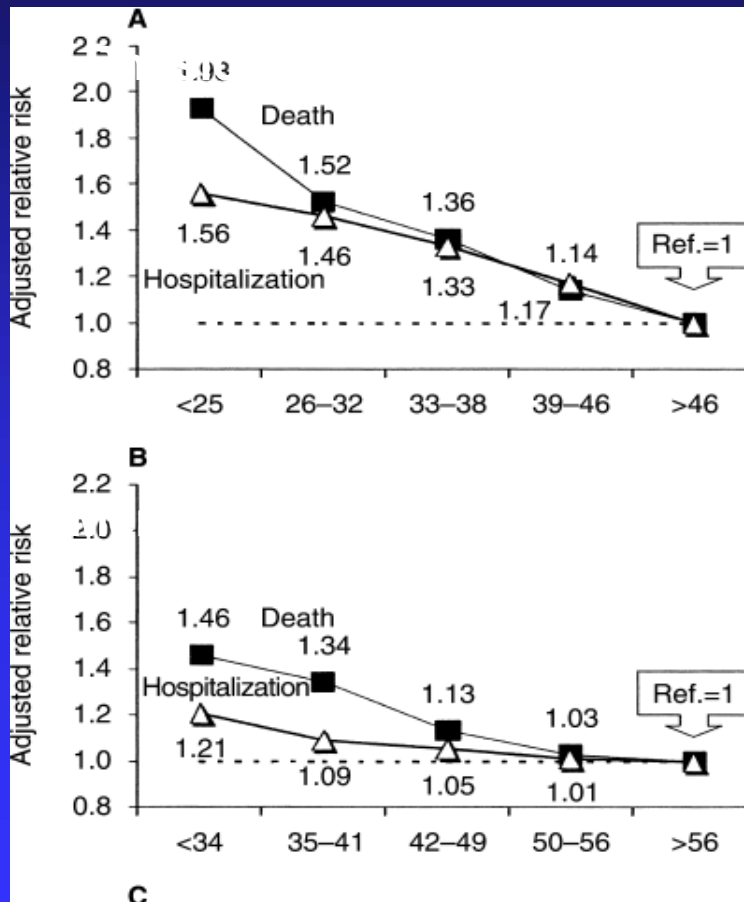 A
2.2
1.93
2.0
Death
1.8
1.52
1.6
1.36
1.56
1.4
1.46
1.14
Ref.=1
Hospitalization
1.2
1.33
1.17
1.0
0.8
Adjusted relative risk
<25 26–32 33–38 39–46 >46
B
2.2
2.0
1.8
1.6
1.46
Death
1.34
1.4
Hospitalization
1.13
Ref.=1
1.2
1.03
1.21
1.0
1.09
1.05
1.01
0.8
Adjusted relative risk
<34 35–41 42–49 50–56 >56
C